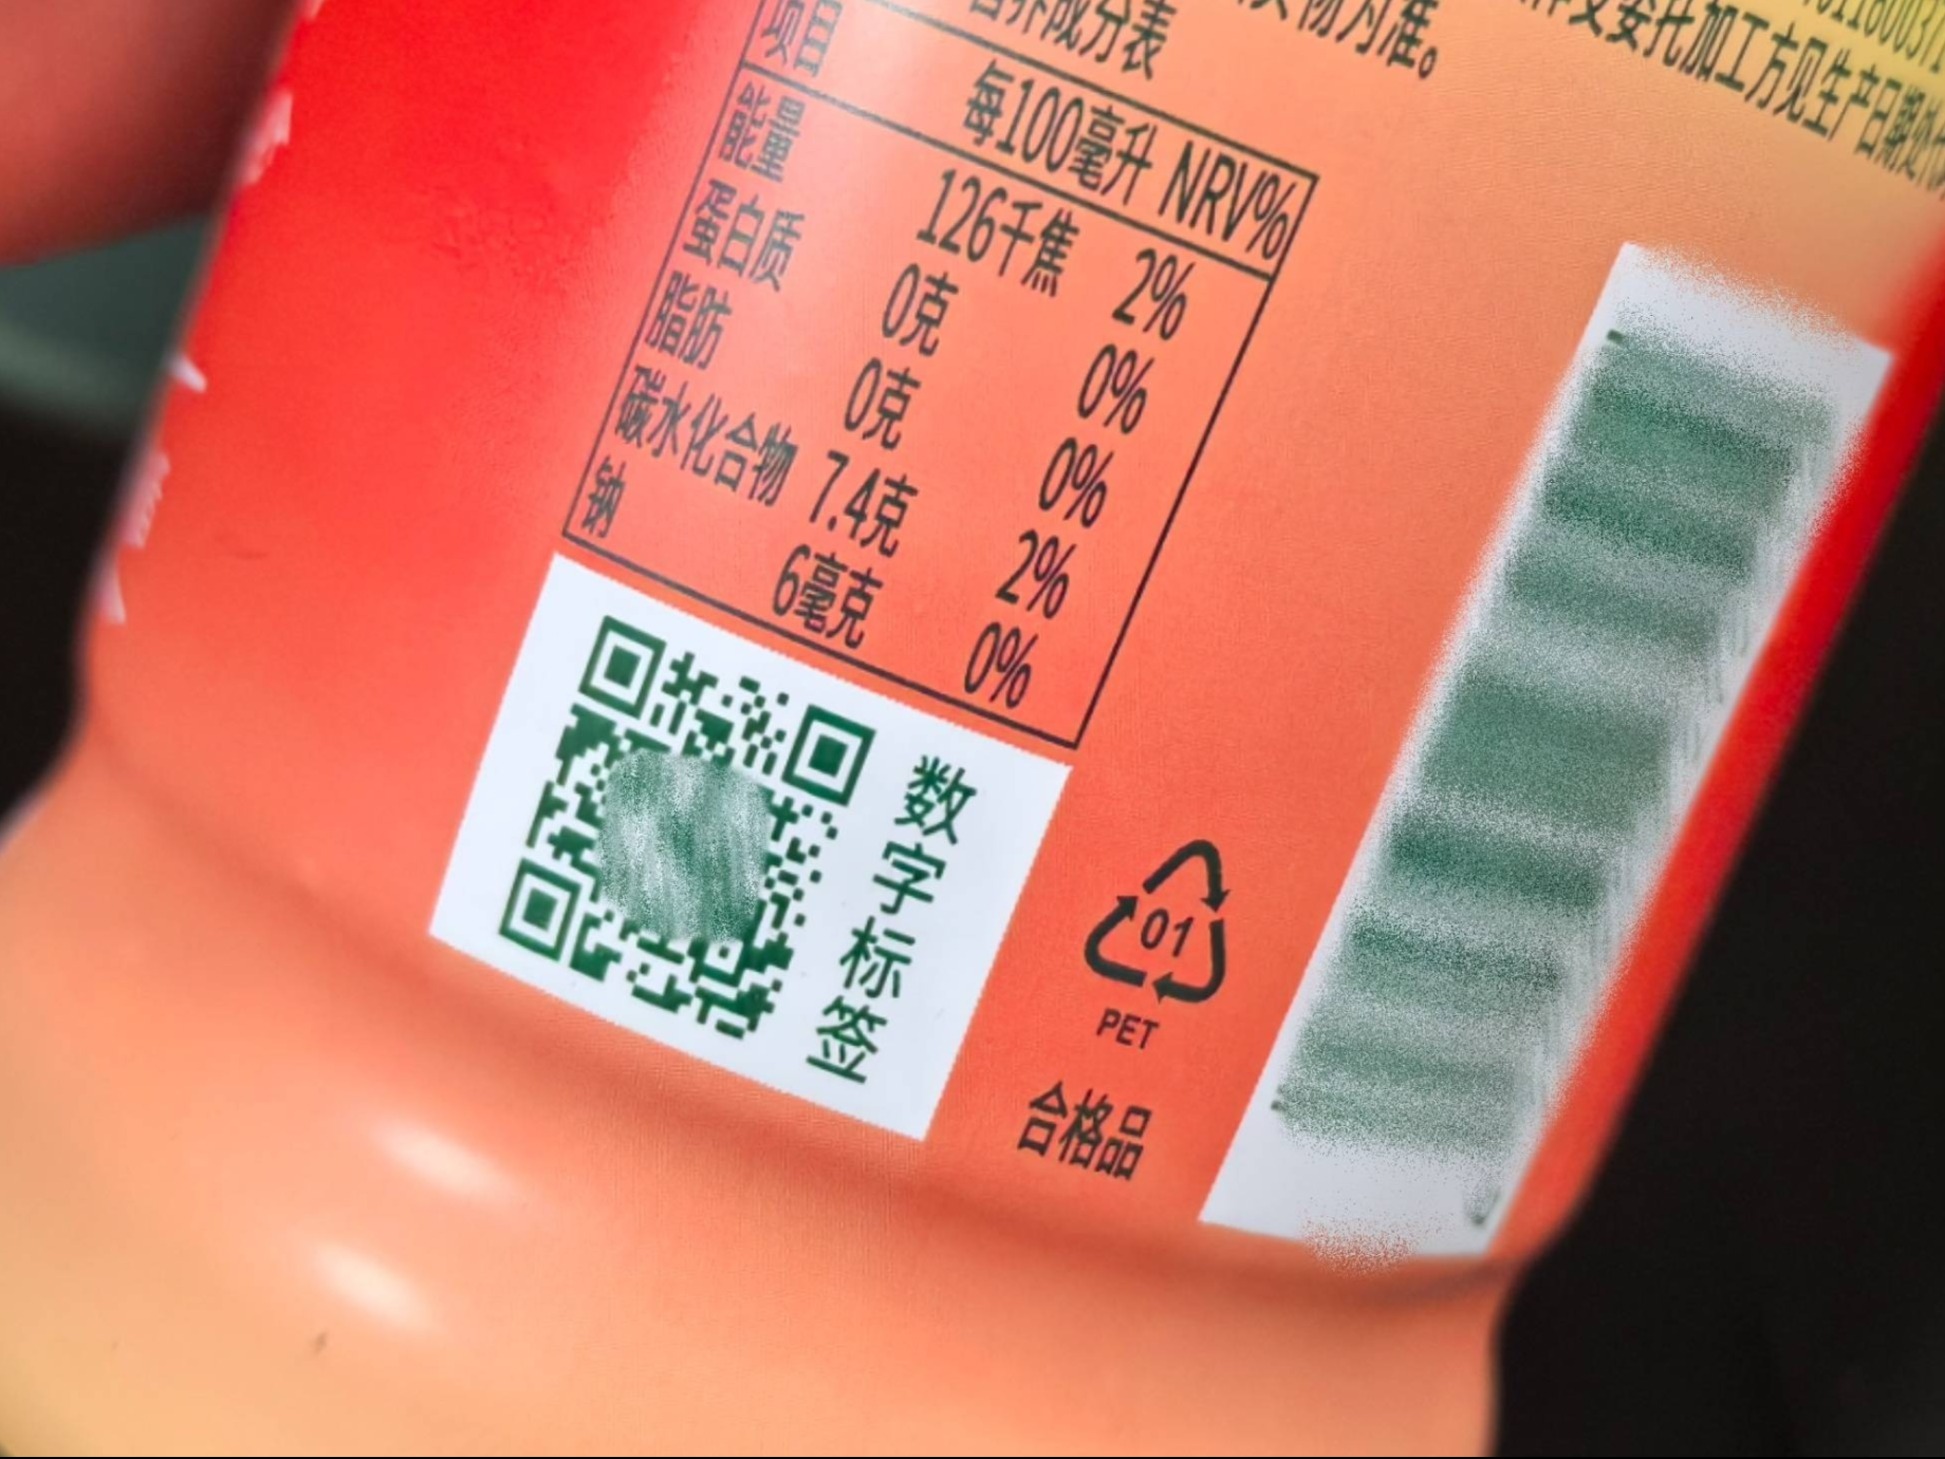 物为准。
委托加工方见生产日期
营养成分表
项目 每100毫升 NRV%
能量 126千焦 2%
蛋白质 0克 0%
脂肪 0克 0%
碳水化合物 7.4克 2%
钠 6毫克 0%
数字标签
01
PET
合格品